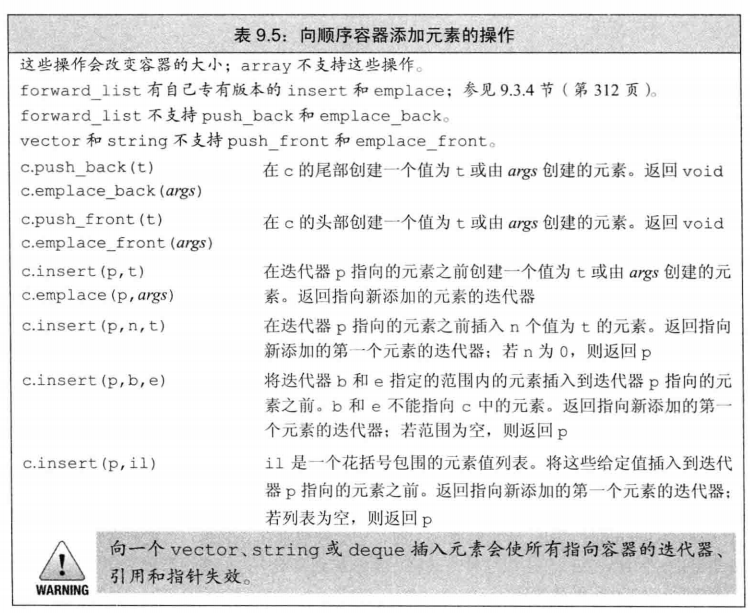 表 9.5：向顺序容器添加元素的操作
这些操作会改变容器的大小；array 不支持这些操作。
forward_list 有自己专有版本的 insert 和 emplace；参见 9.3.4 节（第 312 页）。
forward_list 不支持 push_back 和 emplace_back。
vector 和 string 不支持 push_front 和 emplace_front。
c.push_back(t) 在 c 的尾部创建一个值为 t 或由 args 创建的元素。返回 void
c.emplace_back(args)
c.push_front(t) 在 c 的头部创建一个值为 t 或由 args 创建的元素。返回 void
c.emplace_front(args)
c.insert(p,t) 在迭代器 p 指向的元素之前创建一个值为 t 或由 args 创建的元
c.emplace(p,args) 素。返回指向新添加的元素的迭代器
c.insert(p,n,t) 在迭代器 p 指向的元素之前插入 n 个值为 t 的元素。返回指向
新添加的第一个元素的迭代器；若 n 为 0，则返回 p
c.insert(p,b,e) 将迭代器 b 和 e 指定的范围内的元素插入到迭代器 p 指向的元
素之前。b 和 e 不能指向 c 中的元素。返回指向新添加的第一
个元素的迭代器；若范围为空，则返回 p
c.insert(p,il) il 是一个花括号包围的元素值列表。将这些给定值插入到迭代
器 p 指向的元素之前。返回指向新添加的第一个元素的迭代器；
若列表为空，则返回 p
向一个 vector、string 或 deque 插入元素会使所有指向容器的迭代器、
引用和指针失效。
WARNING